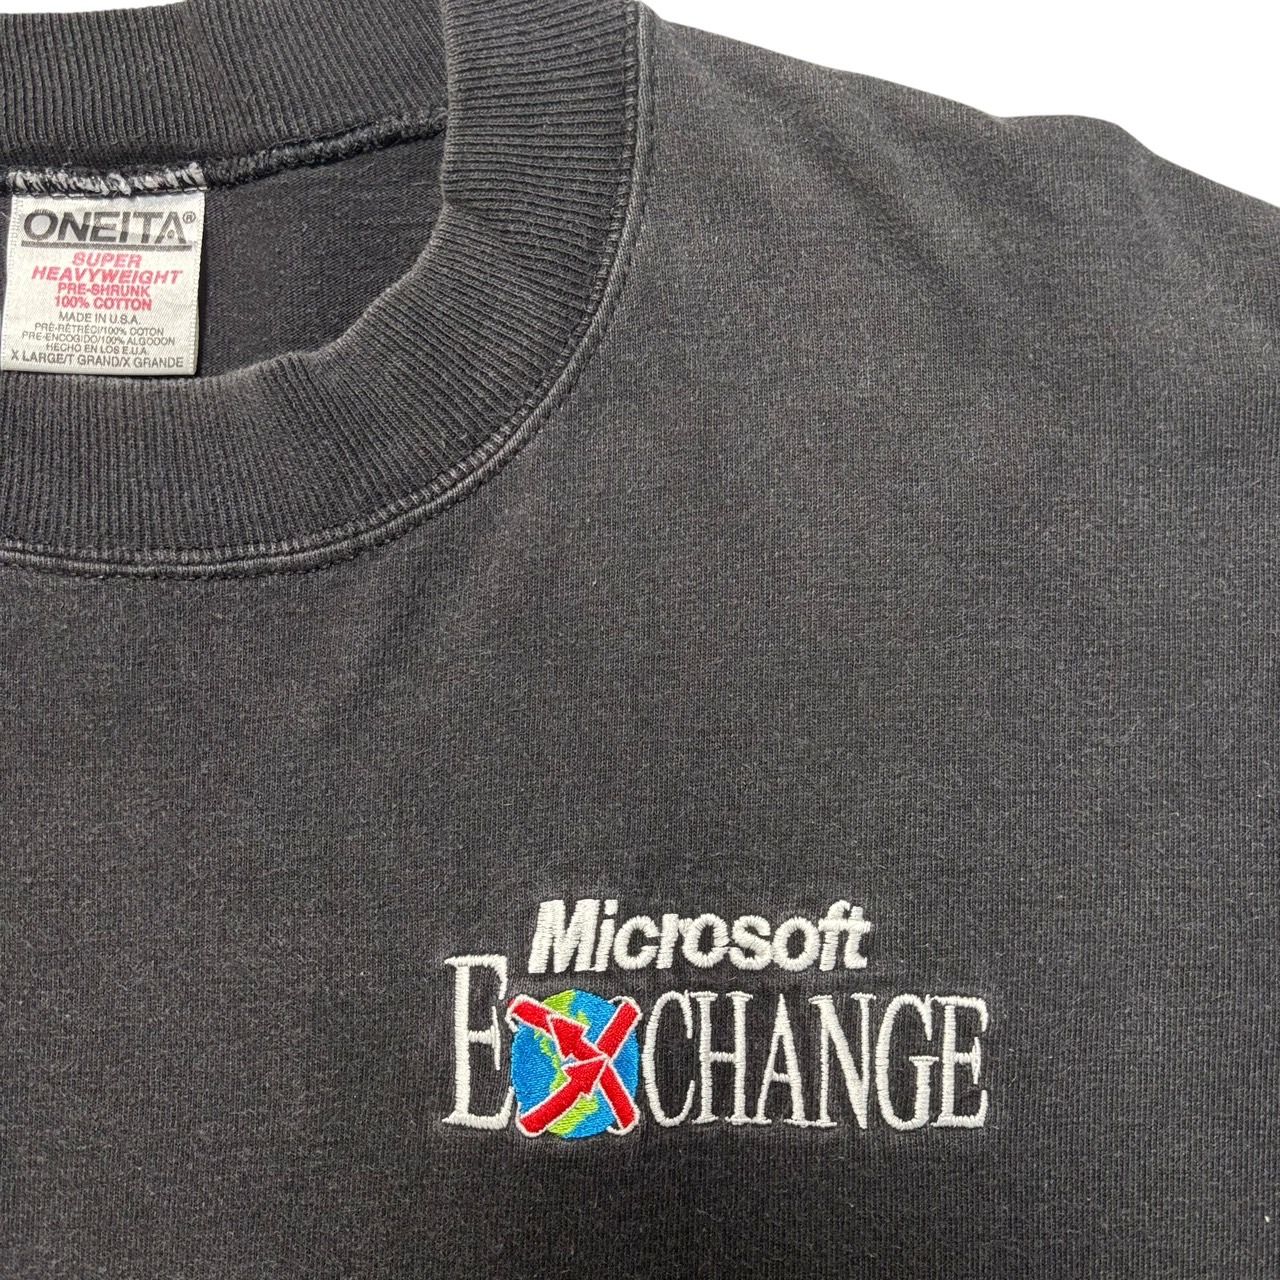 ONEITA®
SUPER
HEAVYWEIGHT
PRE-SHRUNK
100% COTTON
MADE IN U.S.A.
PRÉ-RÉTRÉCI/100% COTON
PRE-ENCOGIDO/100% ALGODON
HECHO EN LOS E.U.A.
X LARGE/T GRAND/X GRANDE
Microsoft
EXCHANGE